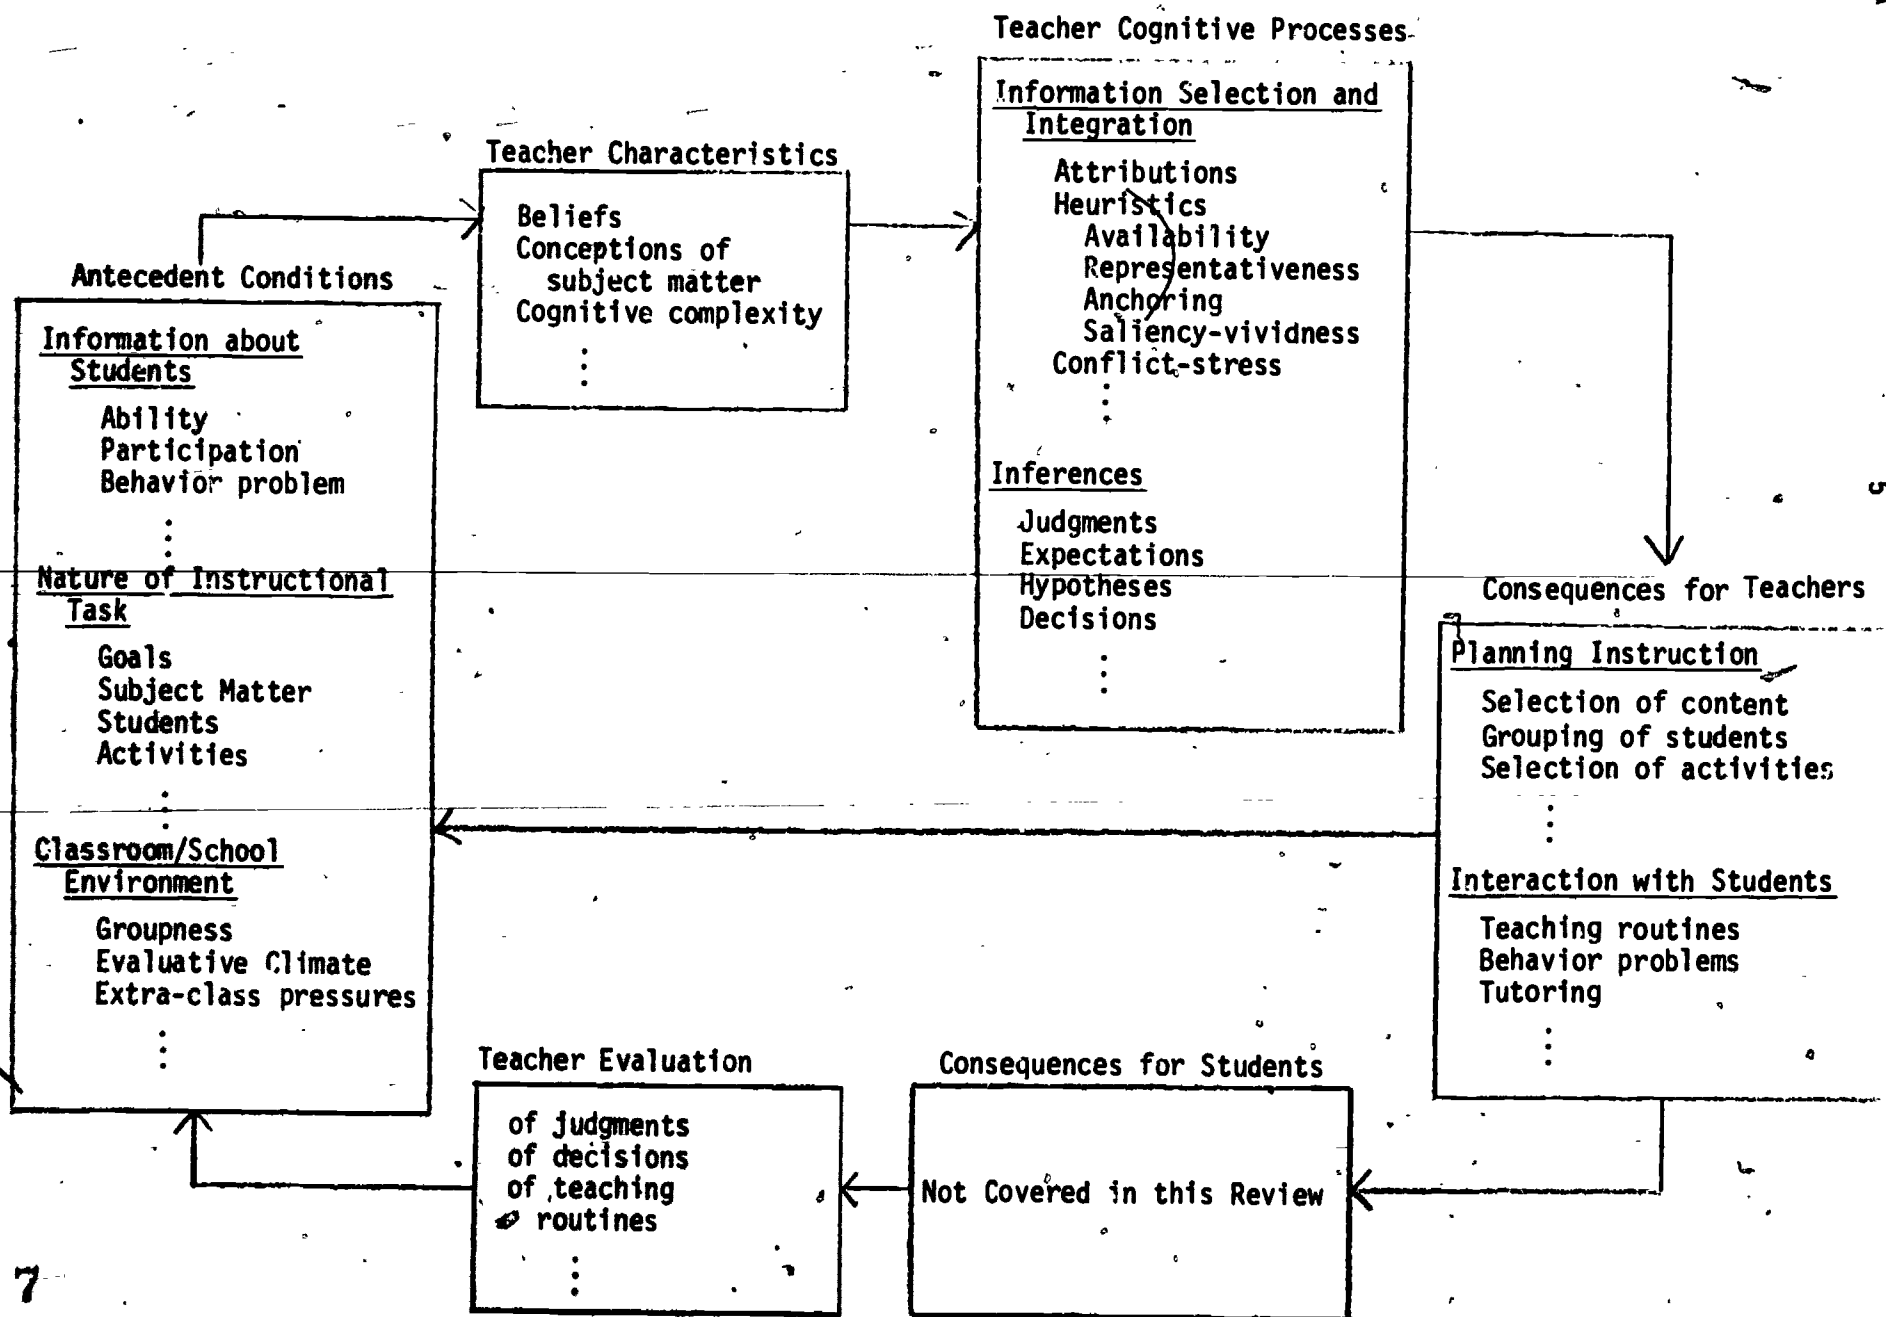 Teacher Cognitive Processes
Information Selection and
Integration
Attributions
Heuristics
Availability
Representativeness
Anchoring
Saliency-vividness
Conflict-stress
Inferences
Judgments
Expectations
Hypotheses
Decisions
Teacher Characteristics
Beliefs
Conceptions of
subject matter
Cognitive complexity
Antecedent Conditions
Information about
Students
Ability
Participation
Behavior problem
Nature of Instructional
Task
Goals
Subject Matter
Students
Activities
Classroom/School
Environment
Groupness
Evaluative Climate
Extra-class pressures
5
Consequences for Teachers
Planning Instruction
Selection of content
Grouping of students
Selection of activities
Interaction with Students
Teaching routines
Behavior problems
Tutoring
Consequences for Students
Not Covered in this Review
Teacher Evaluation
of judgments
of decisions
of teaching
routines
7